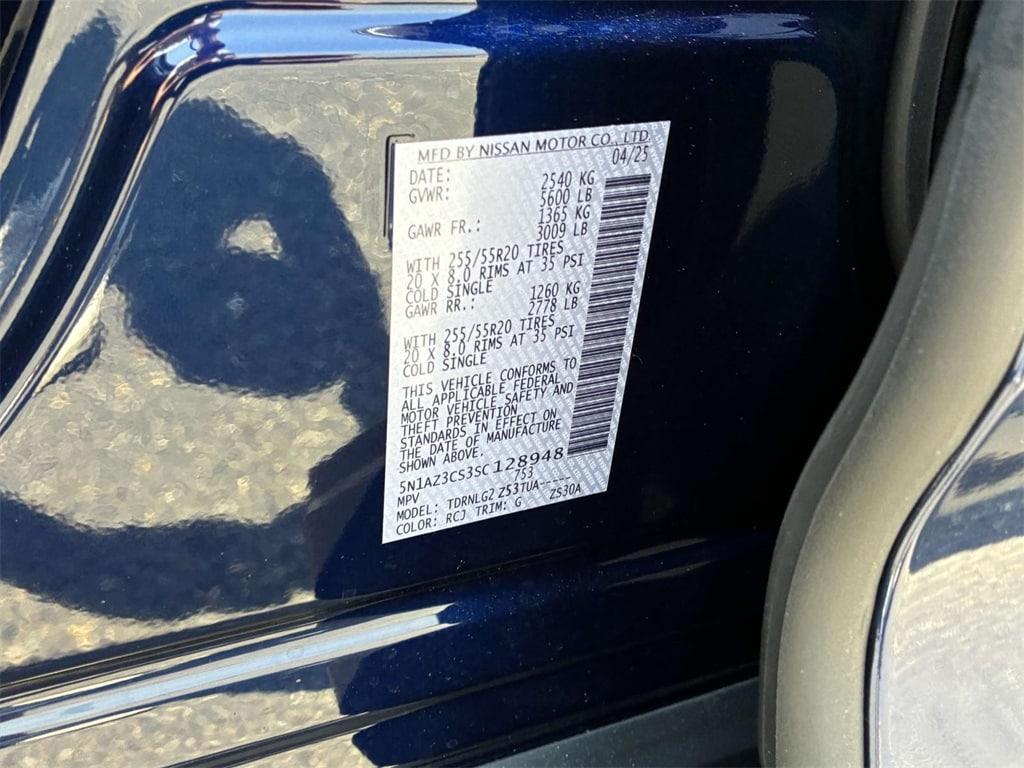 MFD BY NISSAN MOTOR CO., LTD.
DATE: 04/25
GVWR: 2540 KG
5600 LB
GAWR FR.: 1365 KG
3009 LB
WITH 255/55R20 TIRES
20 X 8.0 RIMS AT 35 PSI
COLD SINGLE
GAWR RR.: 1260 KG
2778 LB
WITH 255/55R20 TIRES
20 X 8.0 RIMS AT 35 PSI
COLD SINGLE
THIS VEHICLE CONFORMS TO
ALL APPLICABLE FEDERAL
MOTOR VEHICLE SAFETY AND
THEFT PREVENTION
STANDARDS IN EFFECT ON
THE DATE OF MANUFACTURE
SHOWN ABOVE.
5N1AZ3CS3SC128948
MPV 753
MODEL: TDRNLG2 Z53TUA-----
COLOR: RCJ TRIM: G ZS30A